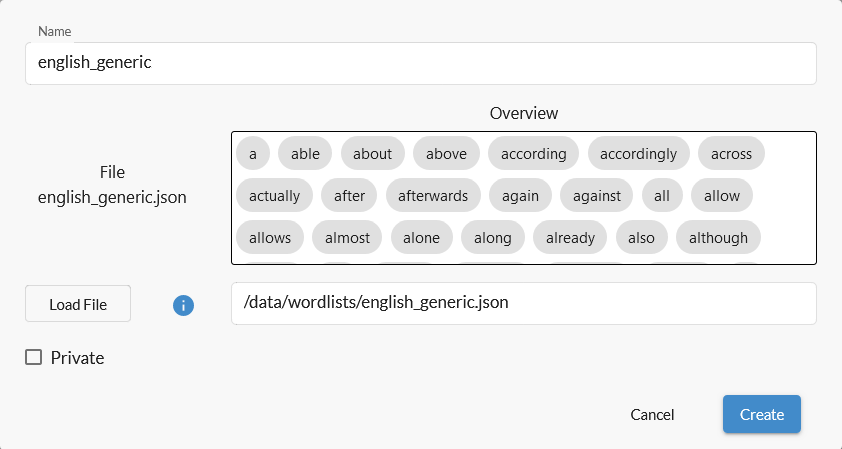 Name
english_generic
Overview
File
english_generic.json
a able about above according accordingly across
actually after afterwards again against all allow
allows almost alone along already also although
Load File
/data/wordlists/english_generic.json
Private
Cancel Create